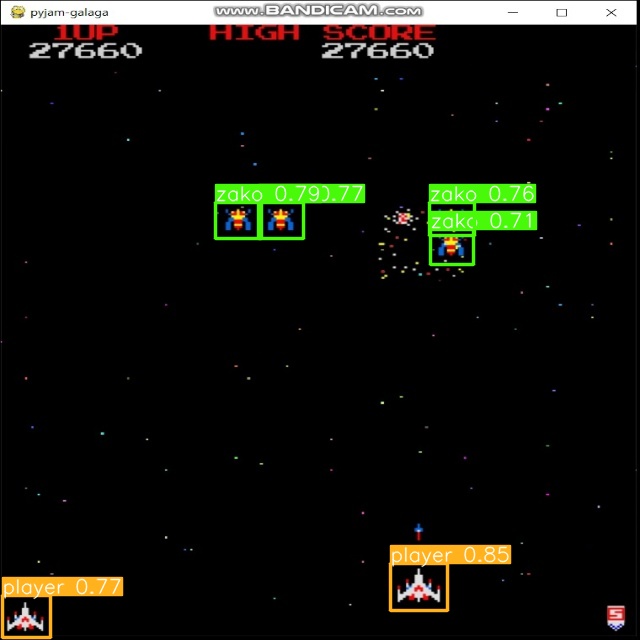 pyjam-galaga
www.BANDICAM.com
1UP HIGH SCORE
27660 27660
zako 0.79 0.77 zako 0.76
zako 0.71
player 0.85
player 0.77
5